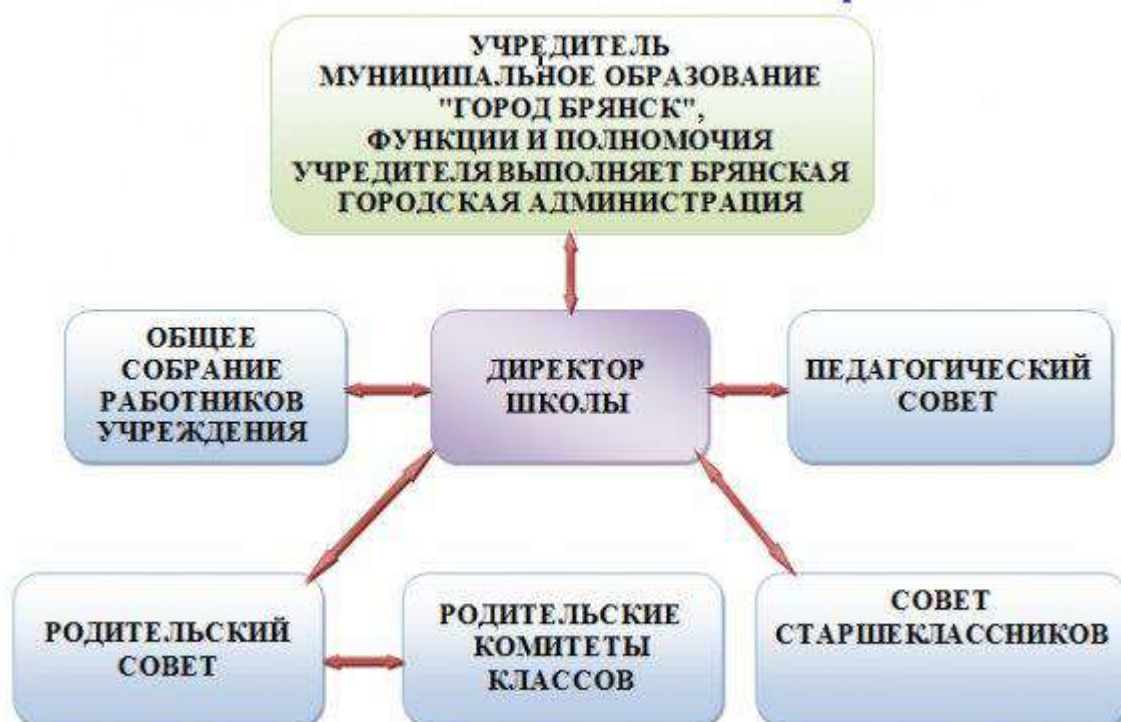 УЧРЕДИТЕЛЬ
МУНИЦИПАЛЬНОЕ ОБРАЗОВАНИЕ
"ГОРОД БРЯНСК",
ФУНКЦИИ И ПОЛНОМОЧИЯ
УЧРЕДИТЕЛЯ ВЫПОЛНЯЕТ БРЯНСКАЯ
ГОРОДСКАЯ АДМИНИСТРАЦИЯ
ОБЩЕЕ
СОБРАНИЕ
РАБОТНИКОВ
УЧРЕЖДЕНИЯ
ДИРЕКТОР
ШКОЛЫ
ПЕДАГОГИЧЕСКИЙ
СОВЕТ
РОДИТЕЛЬСКИЙ
СОВЕТ
РОДИТЕЛЬСКИЕ
КОМИТЕТЫ
КЛАССОВ
СОВЕТ
СТАРШЕКЛАССНИКОВ